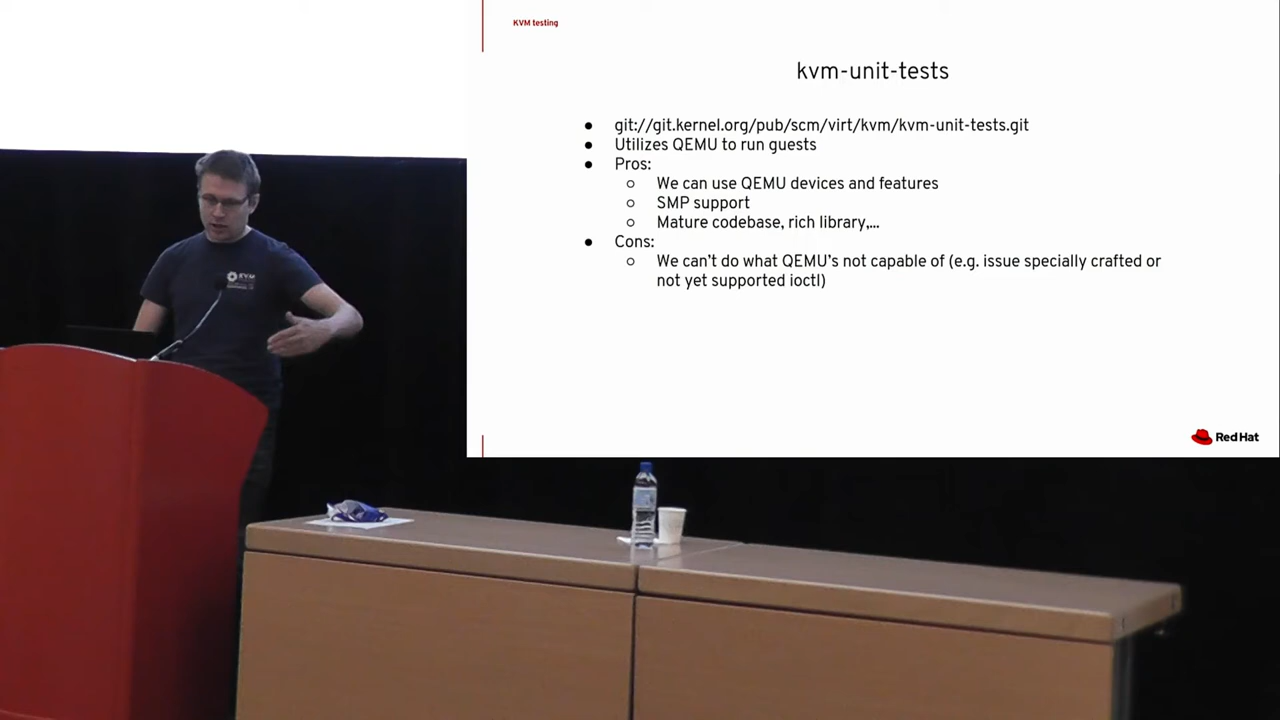 KVM testing
kvm-unit-tests
● git://git.kernel.org/pub/scm/virt/kvm/kvm-unit-tests.git
● Utilizes QEMU to run guests
● Pros:
○ We can use QEMU devices and features
○ SMP support
○ Mature codebase, rich library,...
● Cons:
○ We can't do what QEMU's not capable of (e.g. issue specially crafted or
not yet supported ioctl)
Red Hat
KVM